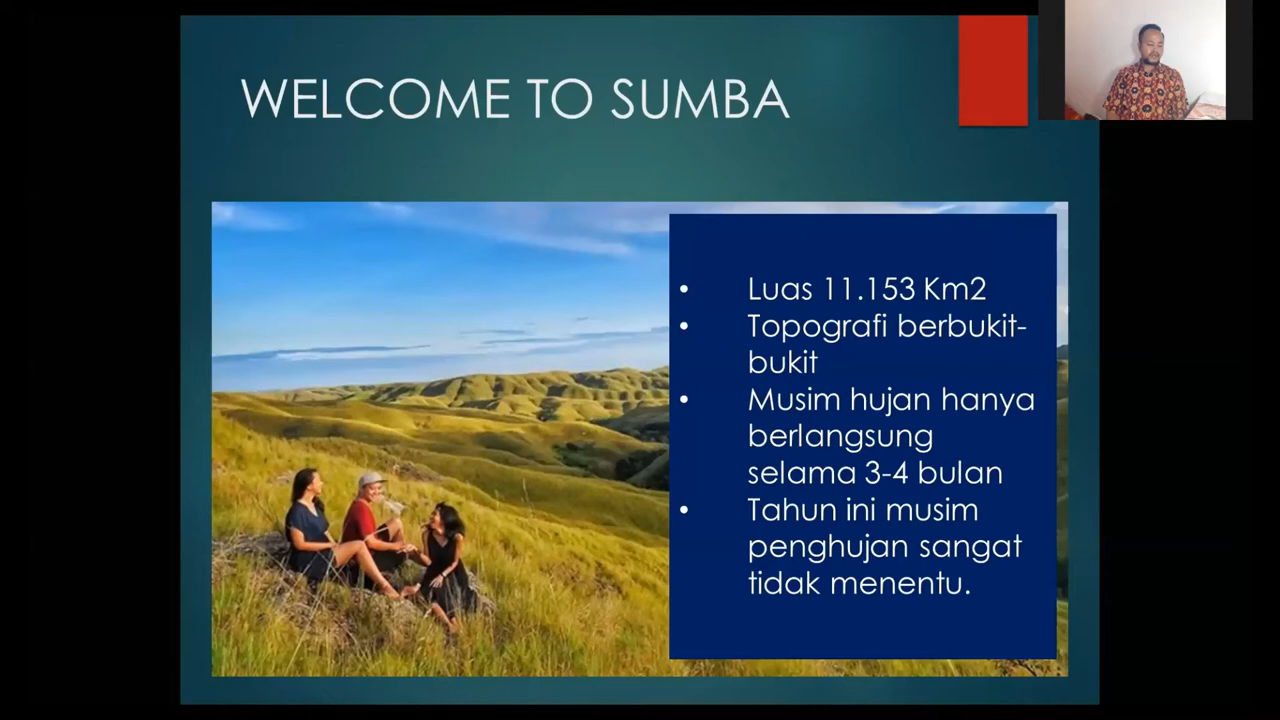 WELCOME TO SUMBA
• Luas 11.153 Km2
• Topografi berbukit-
bukit
• Musim hujan hanya
berlangsung
selama 3-4 bulan
• Tahun ini musim
penghujan sangat
tidak menentu.